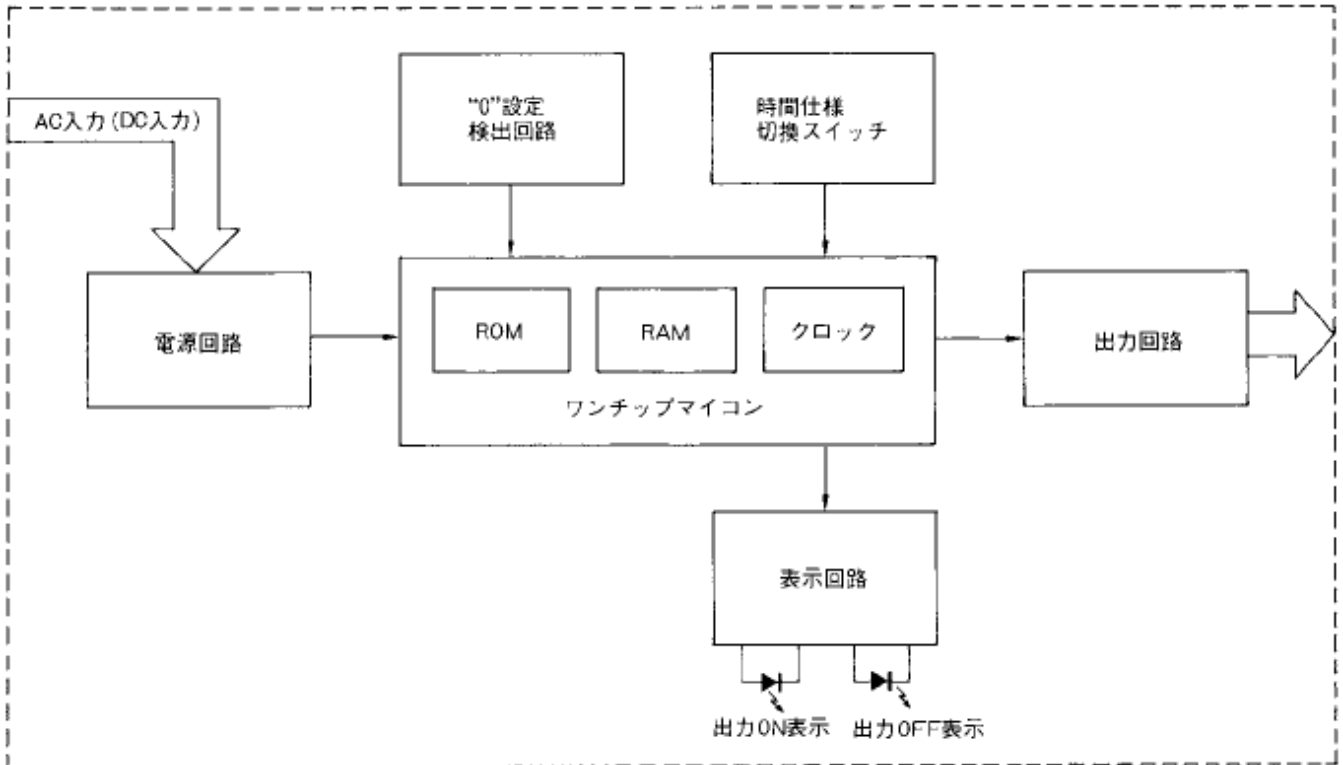 "0"設定
検出回路
時間仕様
切換スイッチ
AC入力(DC入力)
電源回路
ROM
RAM
クロック
ワンチップマイコン
出力回路
表示回路
出力ON表示
出力OFF表示